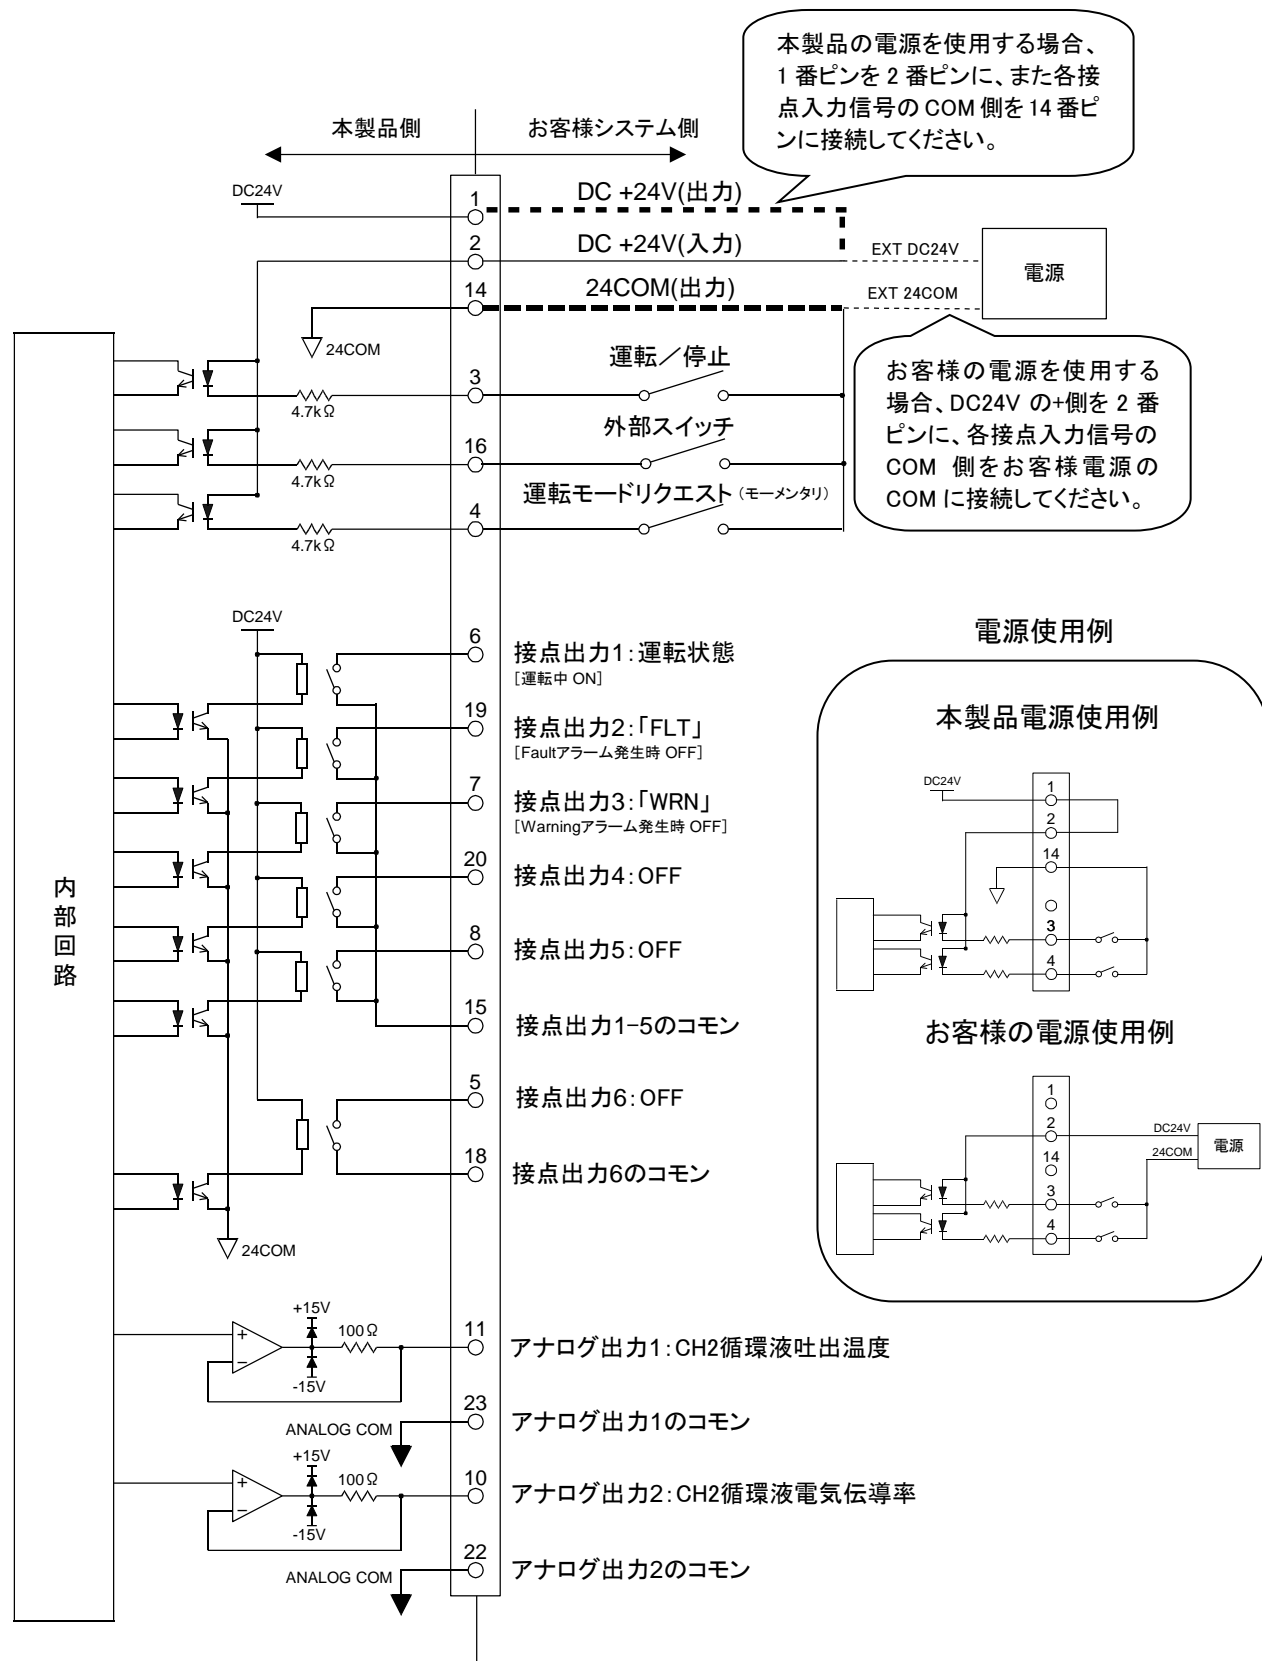 本製品の電源を使用する場合、
1 番ピンを 2 番ピンに、また各接
点入力信号の COM 側を 14 番ピ
ンに接続してください。
本製品側
お客様システム側
DC24V
1
DC +24V(出力)
2
DC +24V(入力)
EXT DC24V
電源
14
24COM(出力)
EXT 24COM
24COM
お客様の電源を使用する
場合、DC24V の+側を 2 番
ピンに、各接点入力信号の
COM 側をお客様電源の
COM に接続してください。
運転／停止
3
4.7kΩ
外部スイッチ
16
4.7kΩ
運転モードリクエスト (モーメンタリ)
4
4.7kΩ
内部回路
DC24V
6
接点出力1:運転状態
[運転中 ON]
19
接点出力2:「FLT」
[Faultアラーム発生時 OFF]
7
接点出力3:「WRN」
[Warningアラーム発生時 OFF]
20
接点出力4:OFF
8
接点出力5:OFF
15
接点出力1-5のコモン
5
接点出力6:OFF
18
接点出力6のコモン
24COM
+15V
100Ω
+
−
-15V
11
アナログ出力1:CH2循環液吐出温度
23
ANALOG COM
アナログ出力1のコモン
+15V
100Ω
+
−
-15V
10
アナログ出力2:CH2循環液電気伝導率
22
ANALOG COM
アナログ出力2のコモン
電源使用例
本製品電源使用例
DC24V
1
2
14
3
4
お客様の電源使用例
1
2
DC24V
電源
14
24COM
3
4